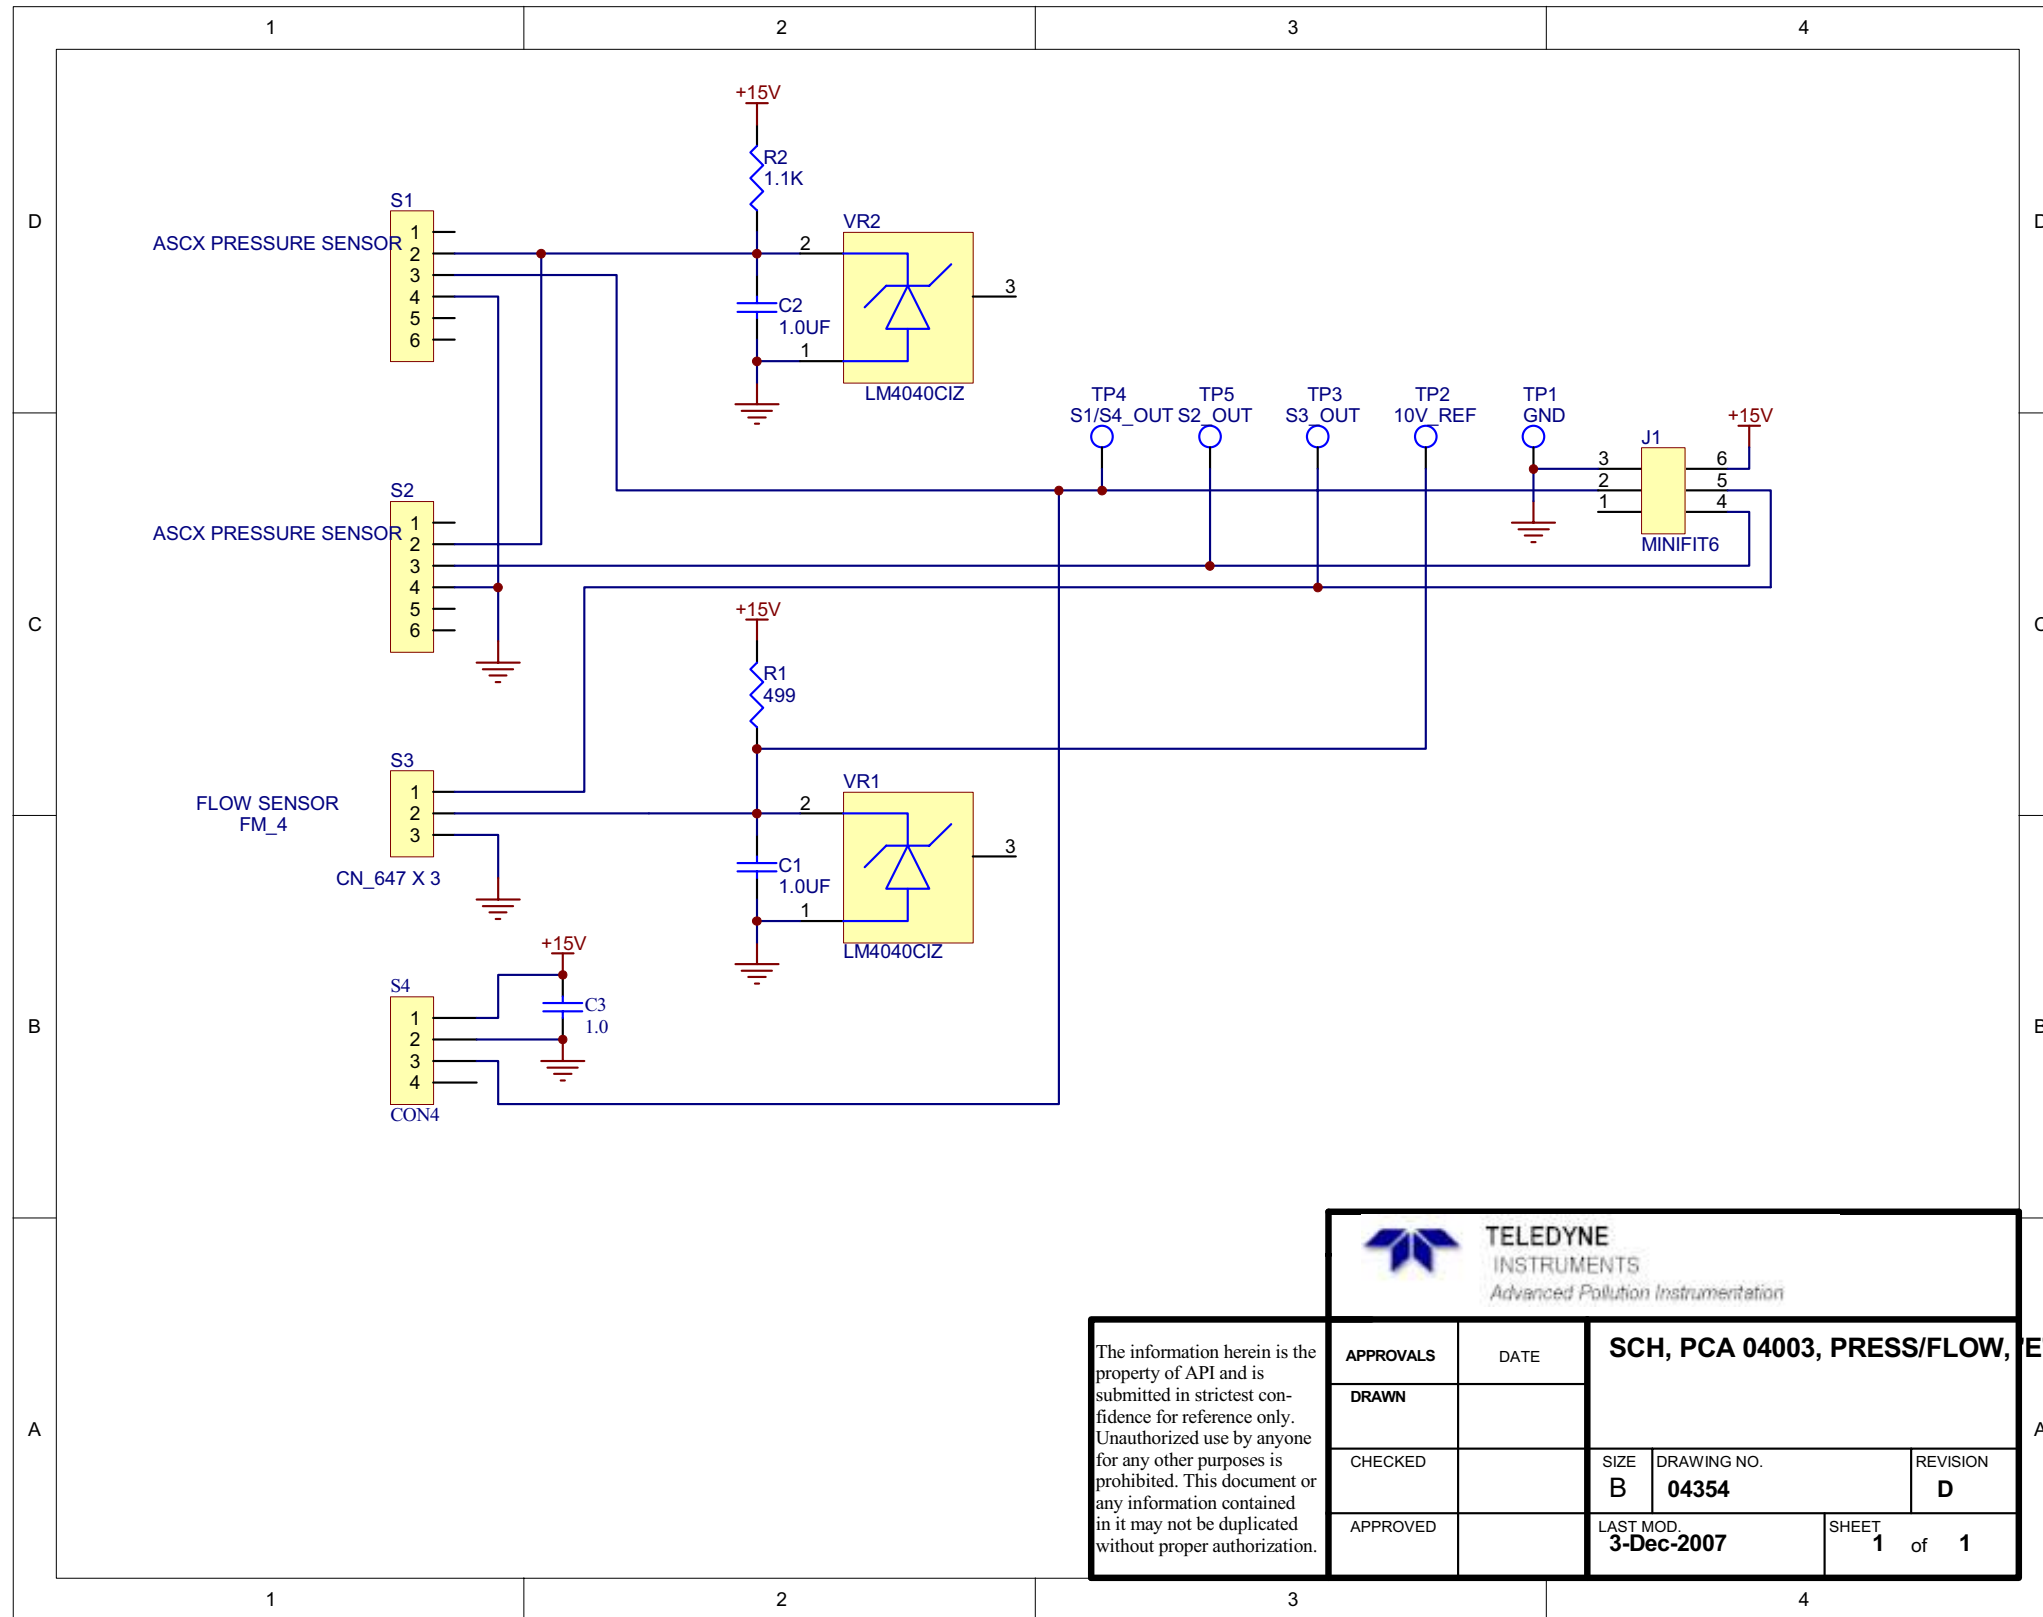 1 2 3 4
+15V
R2
1.1K
S1
D
ASCX PRESSURE SENSOR
1
2
3
4
5
6
VR2
2
3
1
C2
1.0UF
LM4040CIZ
D
TP4 TP5 TP3 TP2 TP1
S1/S4_OUT S2_OUT S3_OUT 10V_REF GND
+15V
J1
3 6
2 5
1 4
MINIFIT6
S2
ASCX PRESSURE SENSOR
1
2
3
4
5
6
C
C
+15V
R1
499
S3
FLOW SENSOR
FM_4
1
2
3
CN_647 X 3
VR1
2
3
1
C1
1.0UF
LM4040CIZ
+15V
S4
C3
1.0
B
1
2
3
4
CON4
B
TELEDYNE
INSTRUMENTS
Advanced Pollution Instrumentation
The information herein is the
property of API and is
submitted in strictest con-
fidence for reference only.
Unauthorized use by anyone
for any other purposes is
prohibited. This document or
any information contained
in it may not be duplicated
without proper authorization.
APPROVALS DATE
DRAWN
CHECKED
APPROVED
SCH, PCA 04003, PRESS/FLOW,
SIZE
B
DRAWING NO.
04354
REVISION
D
LAST MOD.
3-Dec-2007
SHEET
1 of 1
A
A
1 2 3 4